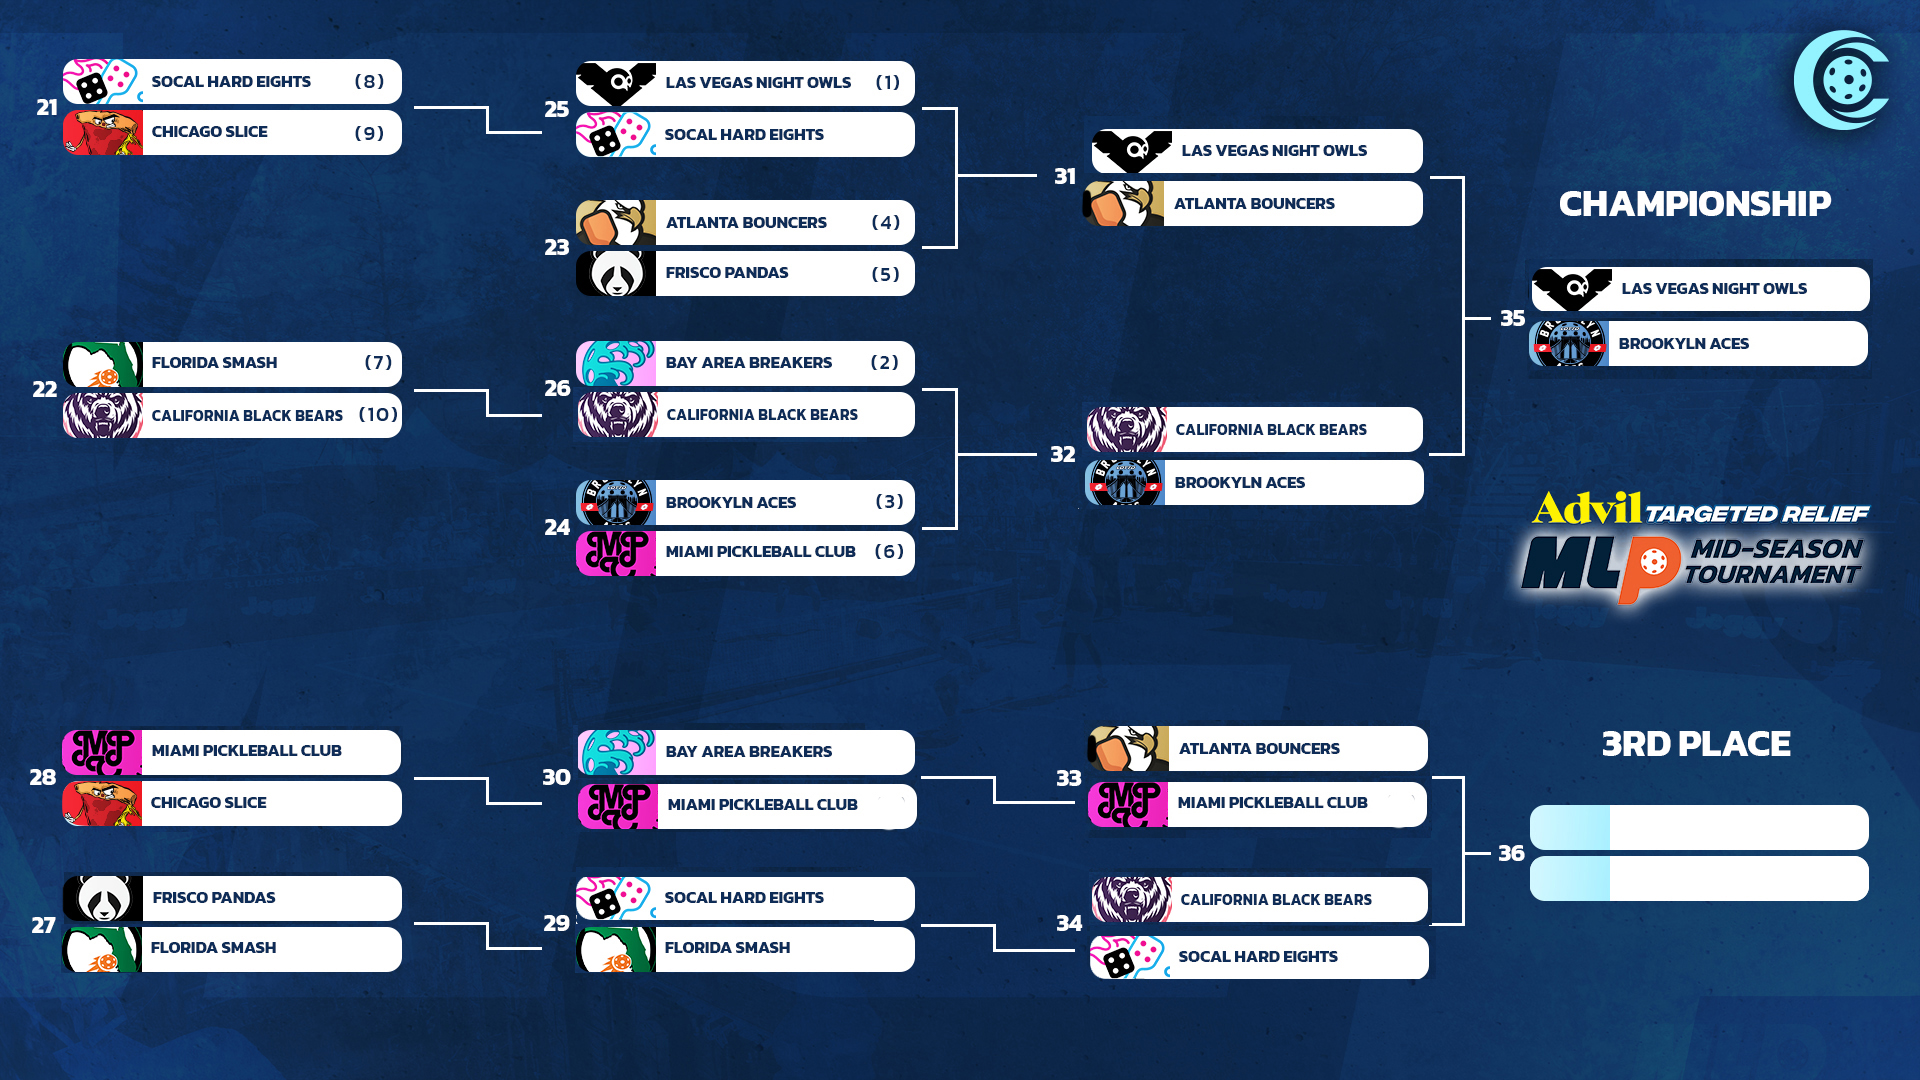 21
SOCAL HARD EIGHTS (8)
CHICAGO SLICE (9)
25
LAS VEGAS NIGHT OWLS (1)
SOCAL HARD EIGHTS
23
ATLANTA BOUNCERS (4)
FRISCO PANDAS (5)
31
LAS VEGAS NIGHT OWLS
ATLANTA BOUNCERS
CHAMPIONSHIP
35
LAS VEGAS NIGHT OWLS
BROOKYLN ACES
22
FLORIDA SMASH (7)
CALIFORNIA BLACK BEARS (10)
26
BAY AREA BREAKERS (2)
CALIFORNIA BLACK BEARS
24
BROOKYLN ACES (3)
MIAMI PICKLEBALL CLUB (6)
32
CALIFORNIA BLACK BEARS
BROOKYLN ACES
Advil TARGETED RELIEF
MLP MID-SEASON
TOURNAMENT
28
MIAMI PICKLEBALL CLUB
CHICAGO SLICE
30
BAY AREA BREAKERS
MIAMI PICKLEBALL CLUB
33
ATLANTA BOUNCERS
MIAMI PICKLEBALL CLUB
3RD PLACE
36
27
FRISCO PANDAS
FLORIDA SMASH
29
SOCAL HARD EIGHTS
FLORIDA SMASH
34
CALIFORNIA BLACK BEARS
SOCAL HARD EIGHTS